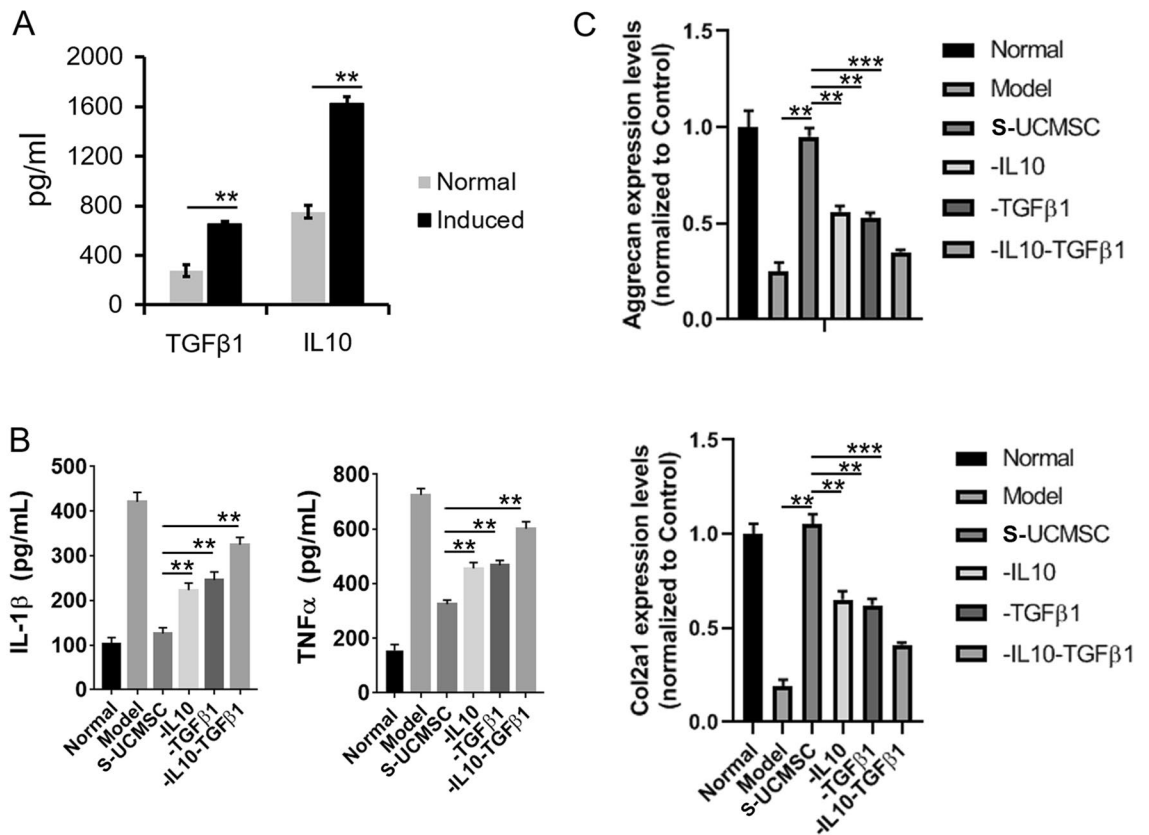 A
2000
1600
1200
800
400
0
pg/ml
**
**
TGFβ1
IL10
Normal
Induced
B
500
400
300
200
100
0
IL-1β (pg/mL)
**
**
**
Normal
Model
S-UCMSC
-IL10
-TGFβ1
-IL10-TGFβ1
800
600
400
200
0
TNFα (pg/mL)
**
**
**
Normal
Model
S-UCMSC
-IL10
-TGFβ1
-IL10-TGFβ1
C
1.5
1.0
0.5
0.0
Aggrecan expression levels
(normalized to Control)
***
**
**
**
Normal
Model
S-UCMSC
-IL10
-TGFβ1
-IL10-TGFβ1
1.5
1.0
0.5
0.0
Col2a1 expression levels
(normalized to Control)
***
**
**
**
Normal
Model
S-UCMSC
-IL10
-TGFβ1
-IL10-TGFβ1
Normal
Model
S-UCMSC
-IL10
-TGFβ1
-IL10-TGFβ1